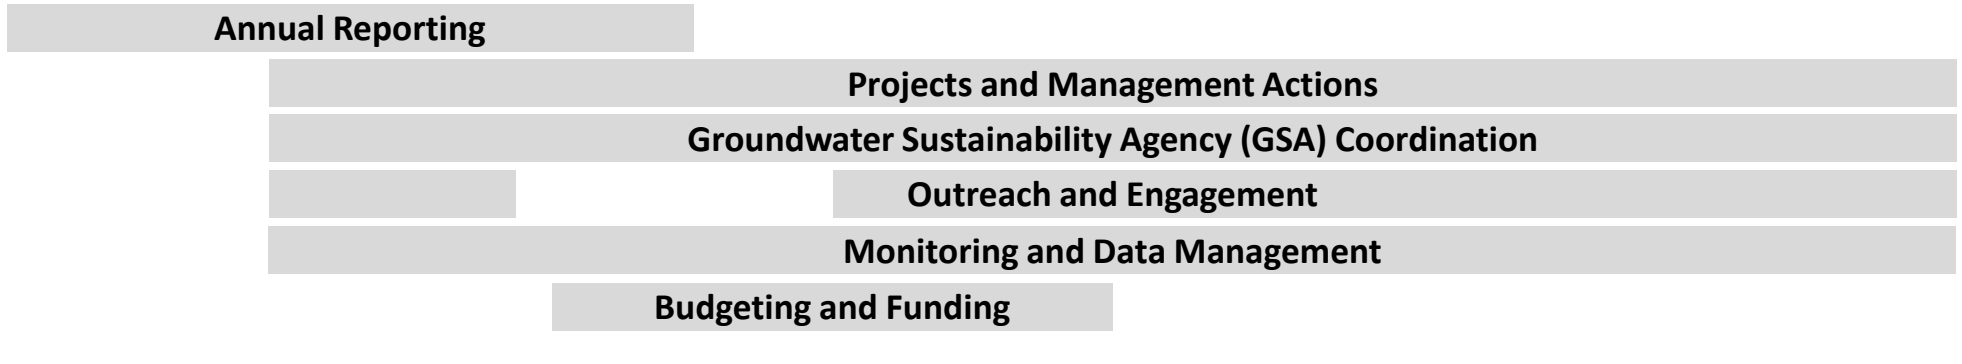 Annual Reporting
Projects and Management Actions
Groundwater Sustainability Agency (GSA) Coordination
Outreach and Engagement
Monitoring and Data Management
Budgeting and Funding